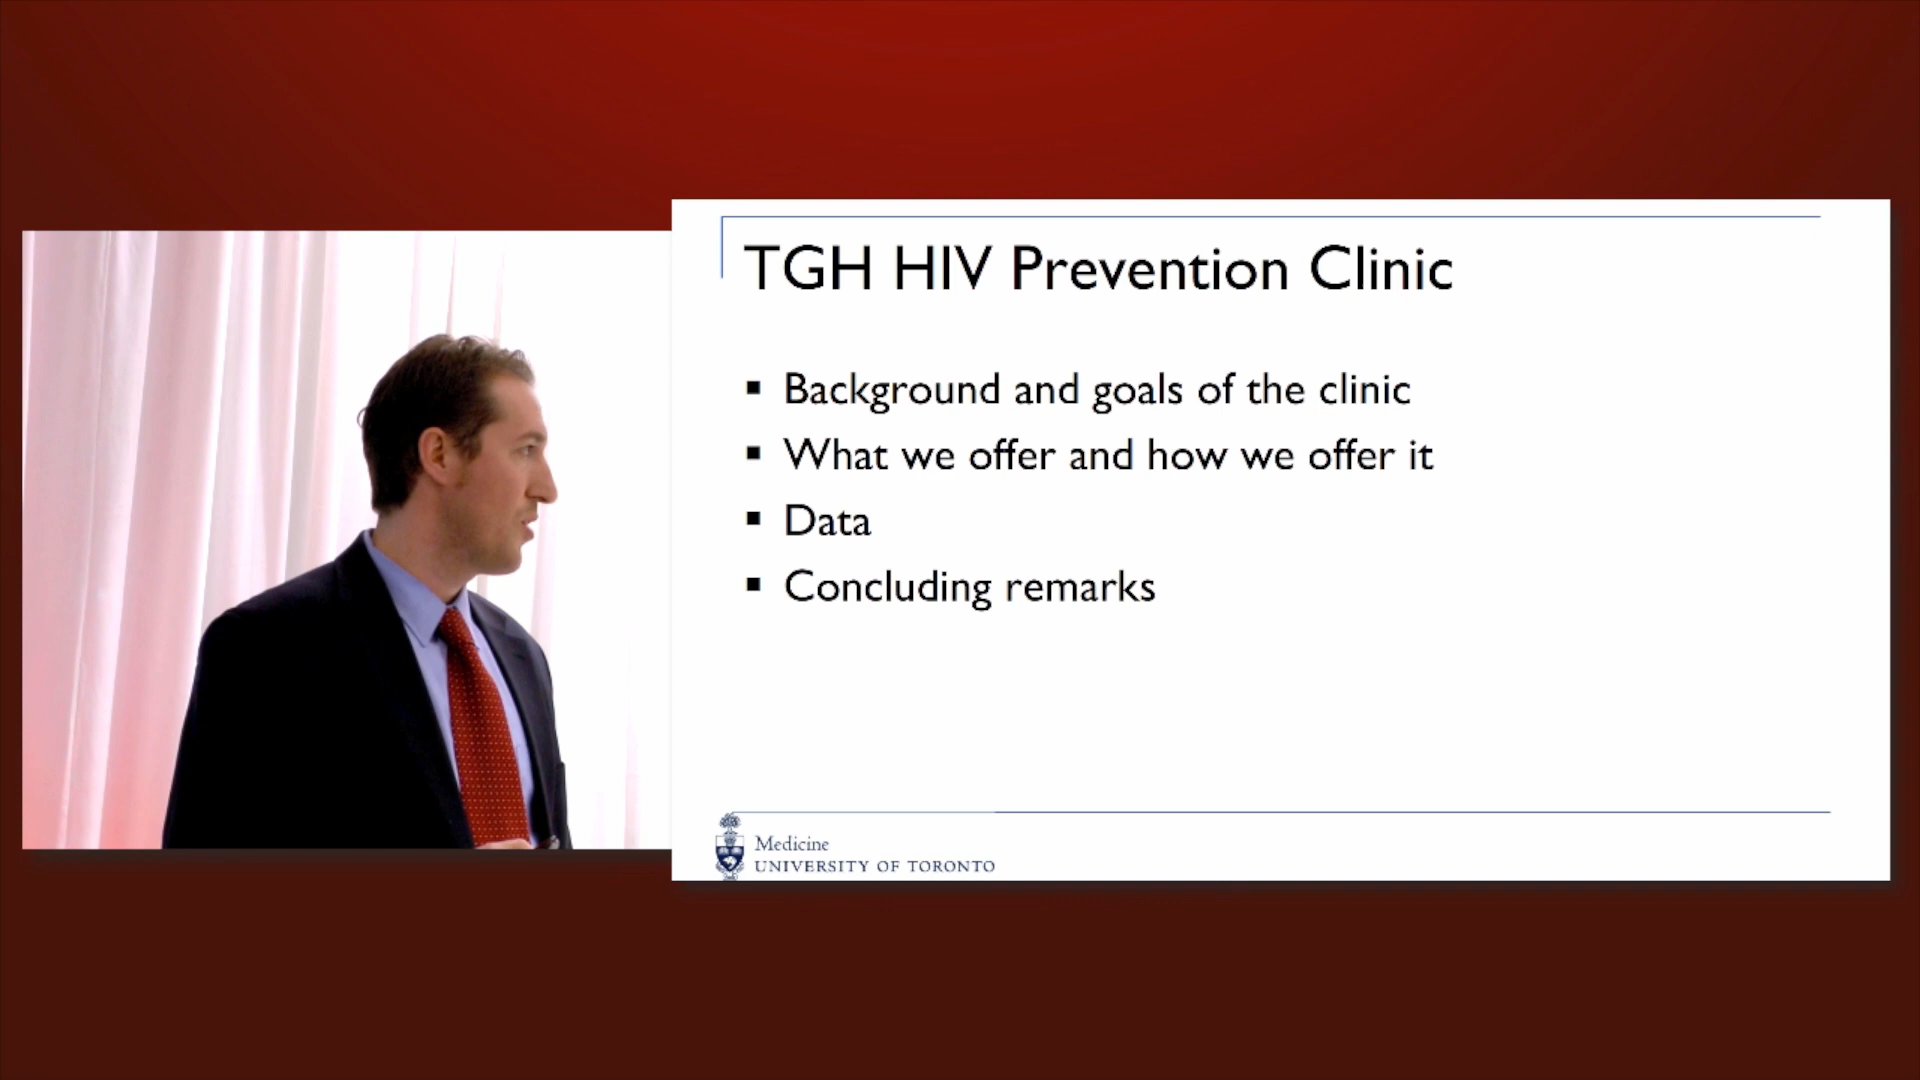 TGH HIV Prevention Clinic
Background and goals of the clinic
What we offer and how we offer it
Data
Concluding remarks
Medicine
UNIVERSITY OF TORONTO